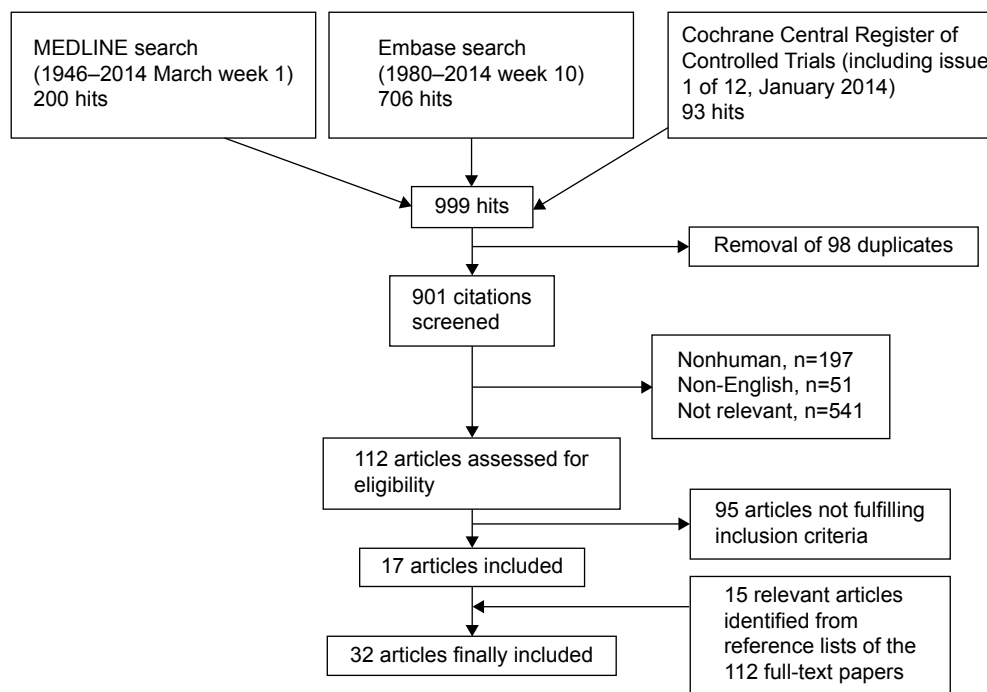 MEDLINE search
(1946–2014 March week 1)
200 hits
Embase search
(1980–2014 week 10)
706 hits
Cochrane Central Register of
Controlled Trials (including issue
1 of 12, January 2014)
93 hits
999 hits
Removal of 98 duplicates
901 citations
screened
Nonhuman, n=197
Non-English, n=51
Not relevant, n=541
112 articles assessed for
eligibility
95 articles not fulfilling
inclusion criteria
17 articles included
15 relevant articles
identified from
reference lists of the
112 full-text papers
32 articles finally included